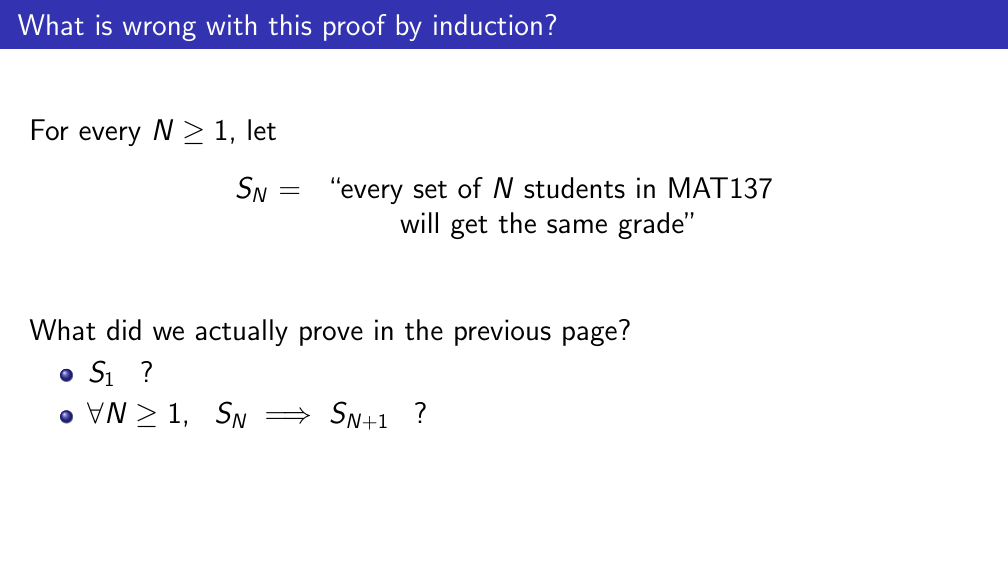 What is wrong with this proof by induction?
For every N ≥ 1, let
S_N = “every set of N students in MAT137
will get the same grade”
What did we actually prove in the previous page?
S_1 ?
∀N ≥ 1, S_N ⟹ S_{N+1} ?